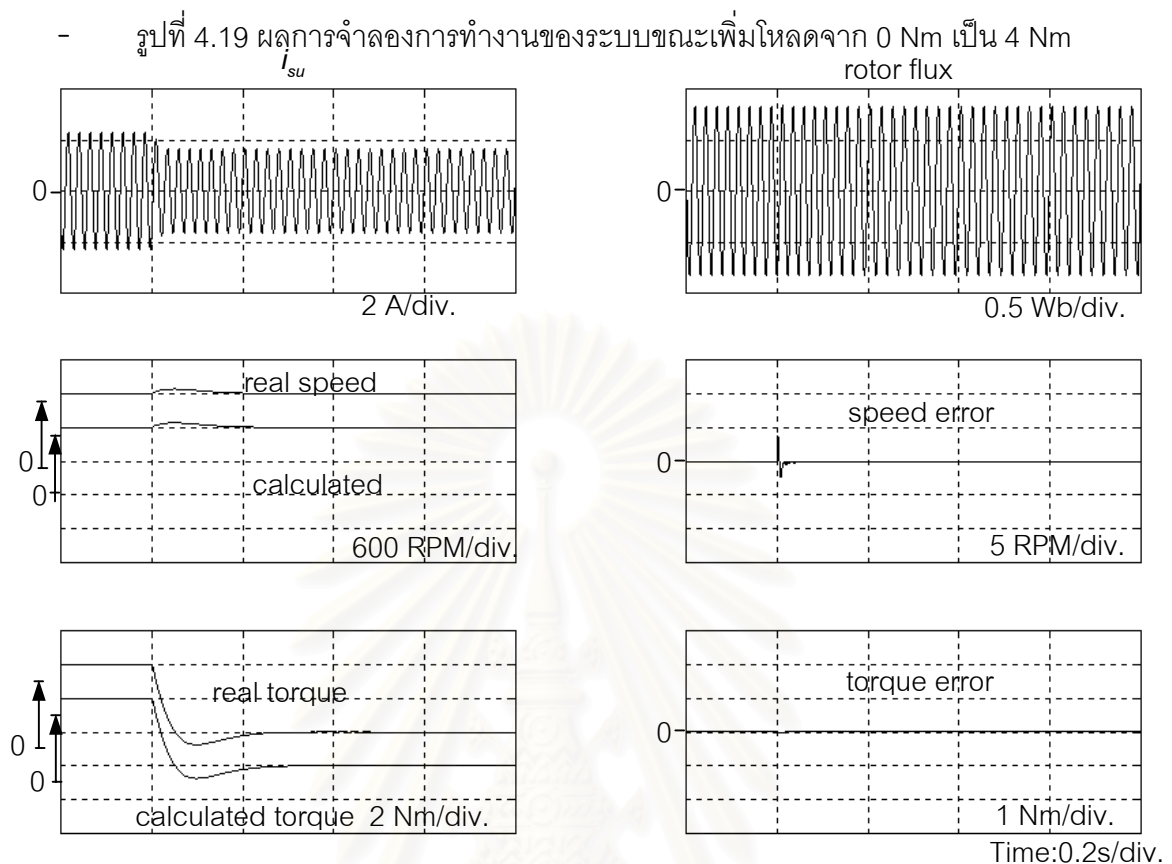 - รูปที่ 4.19 ผลการจำลองการทำงานของระบบขณะเพิ่มโหลดจาก 0 Nm เป็น 4 Nm
i_su
rotor flux
0
0
2 A/div.
0.5 Wb/div.
real speed
speed error
0
0
0
calculated
600 RPM/div.
5 RPM/div.
real torque
torque error
0
0
0
calculated torque 2 Nm/div.
1 Nm/div.
Time:0.2s/div.